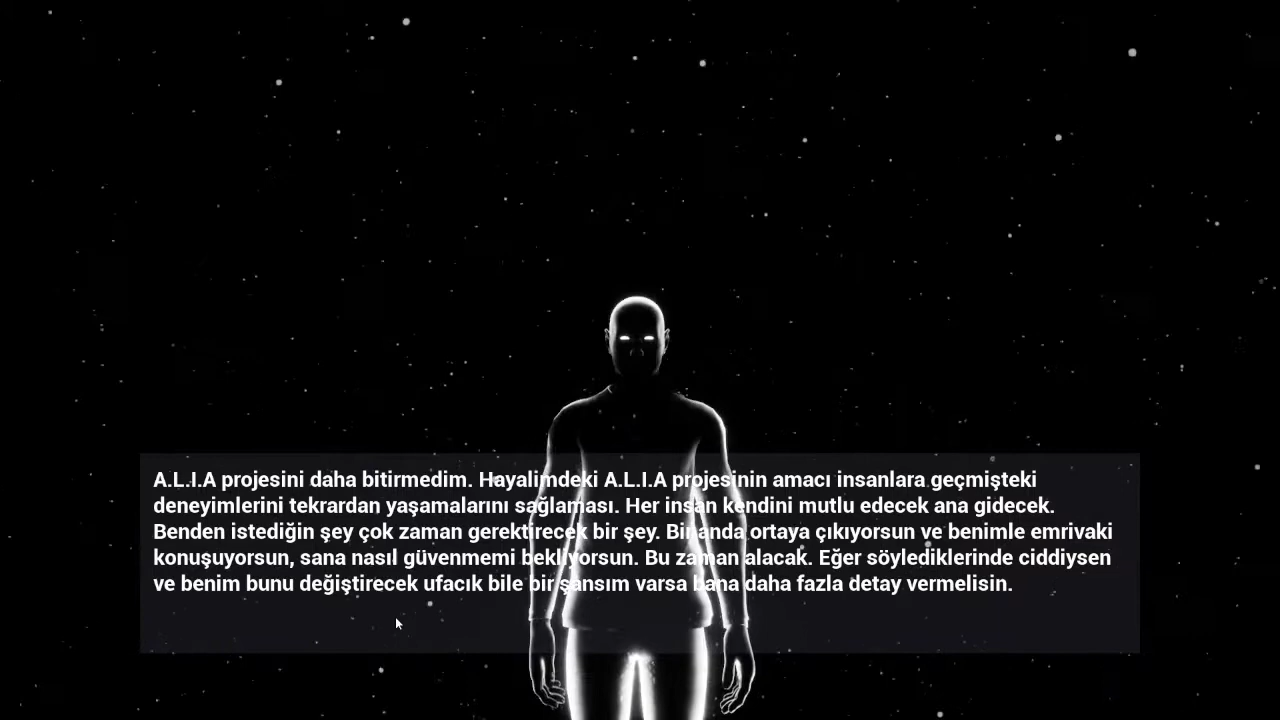 A.L.I.A projesini daha bitirmedim. Hayalimdeki A.L.I.A projesinin amacı insanlara geçmişteki
deneyimlerini tekrardan yaşamalarını sağlaması. Her insan kendini mutlu edecek ana gidecek.
Benden istediğin şey çok zaman gerektirecek bir şey. Bir anda ortaya çıkıyorsun ve benimle emrivaki
konuşuyorsun, sana nasıl güvenmemi bekliyorsun. Bu zaman alacak. Eğer söylediklerinde ciddiysen
ve benim bunu değiştirecek ufacık bile bir şansım varsa bana daha fazla detay vermelisin.